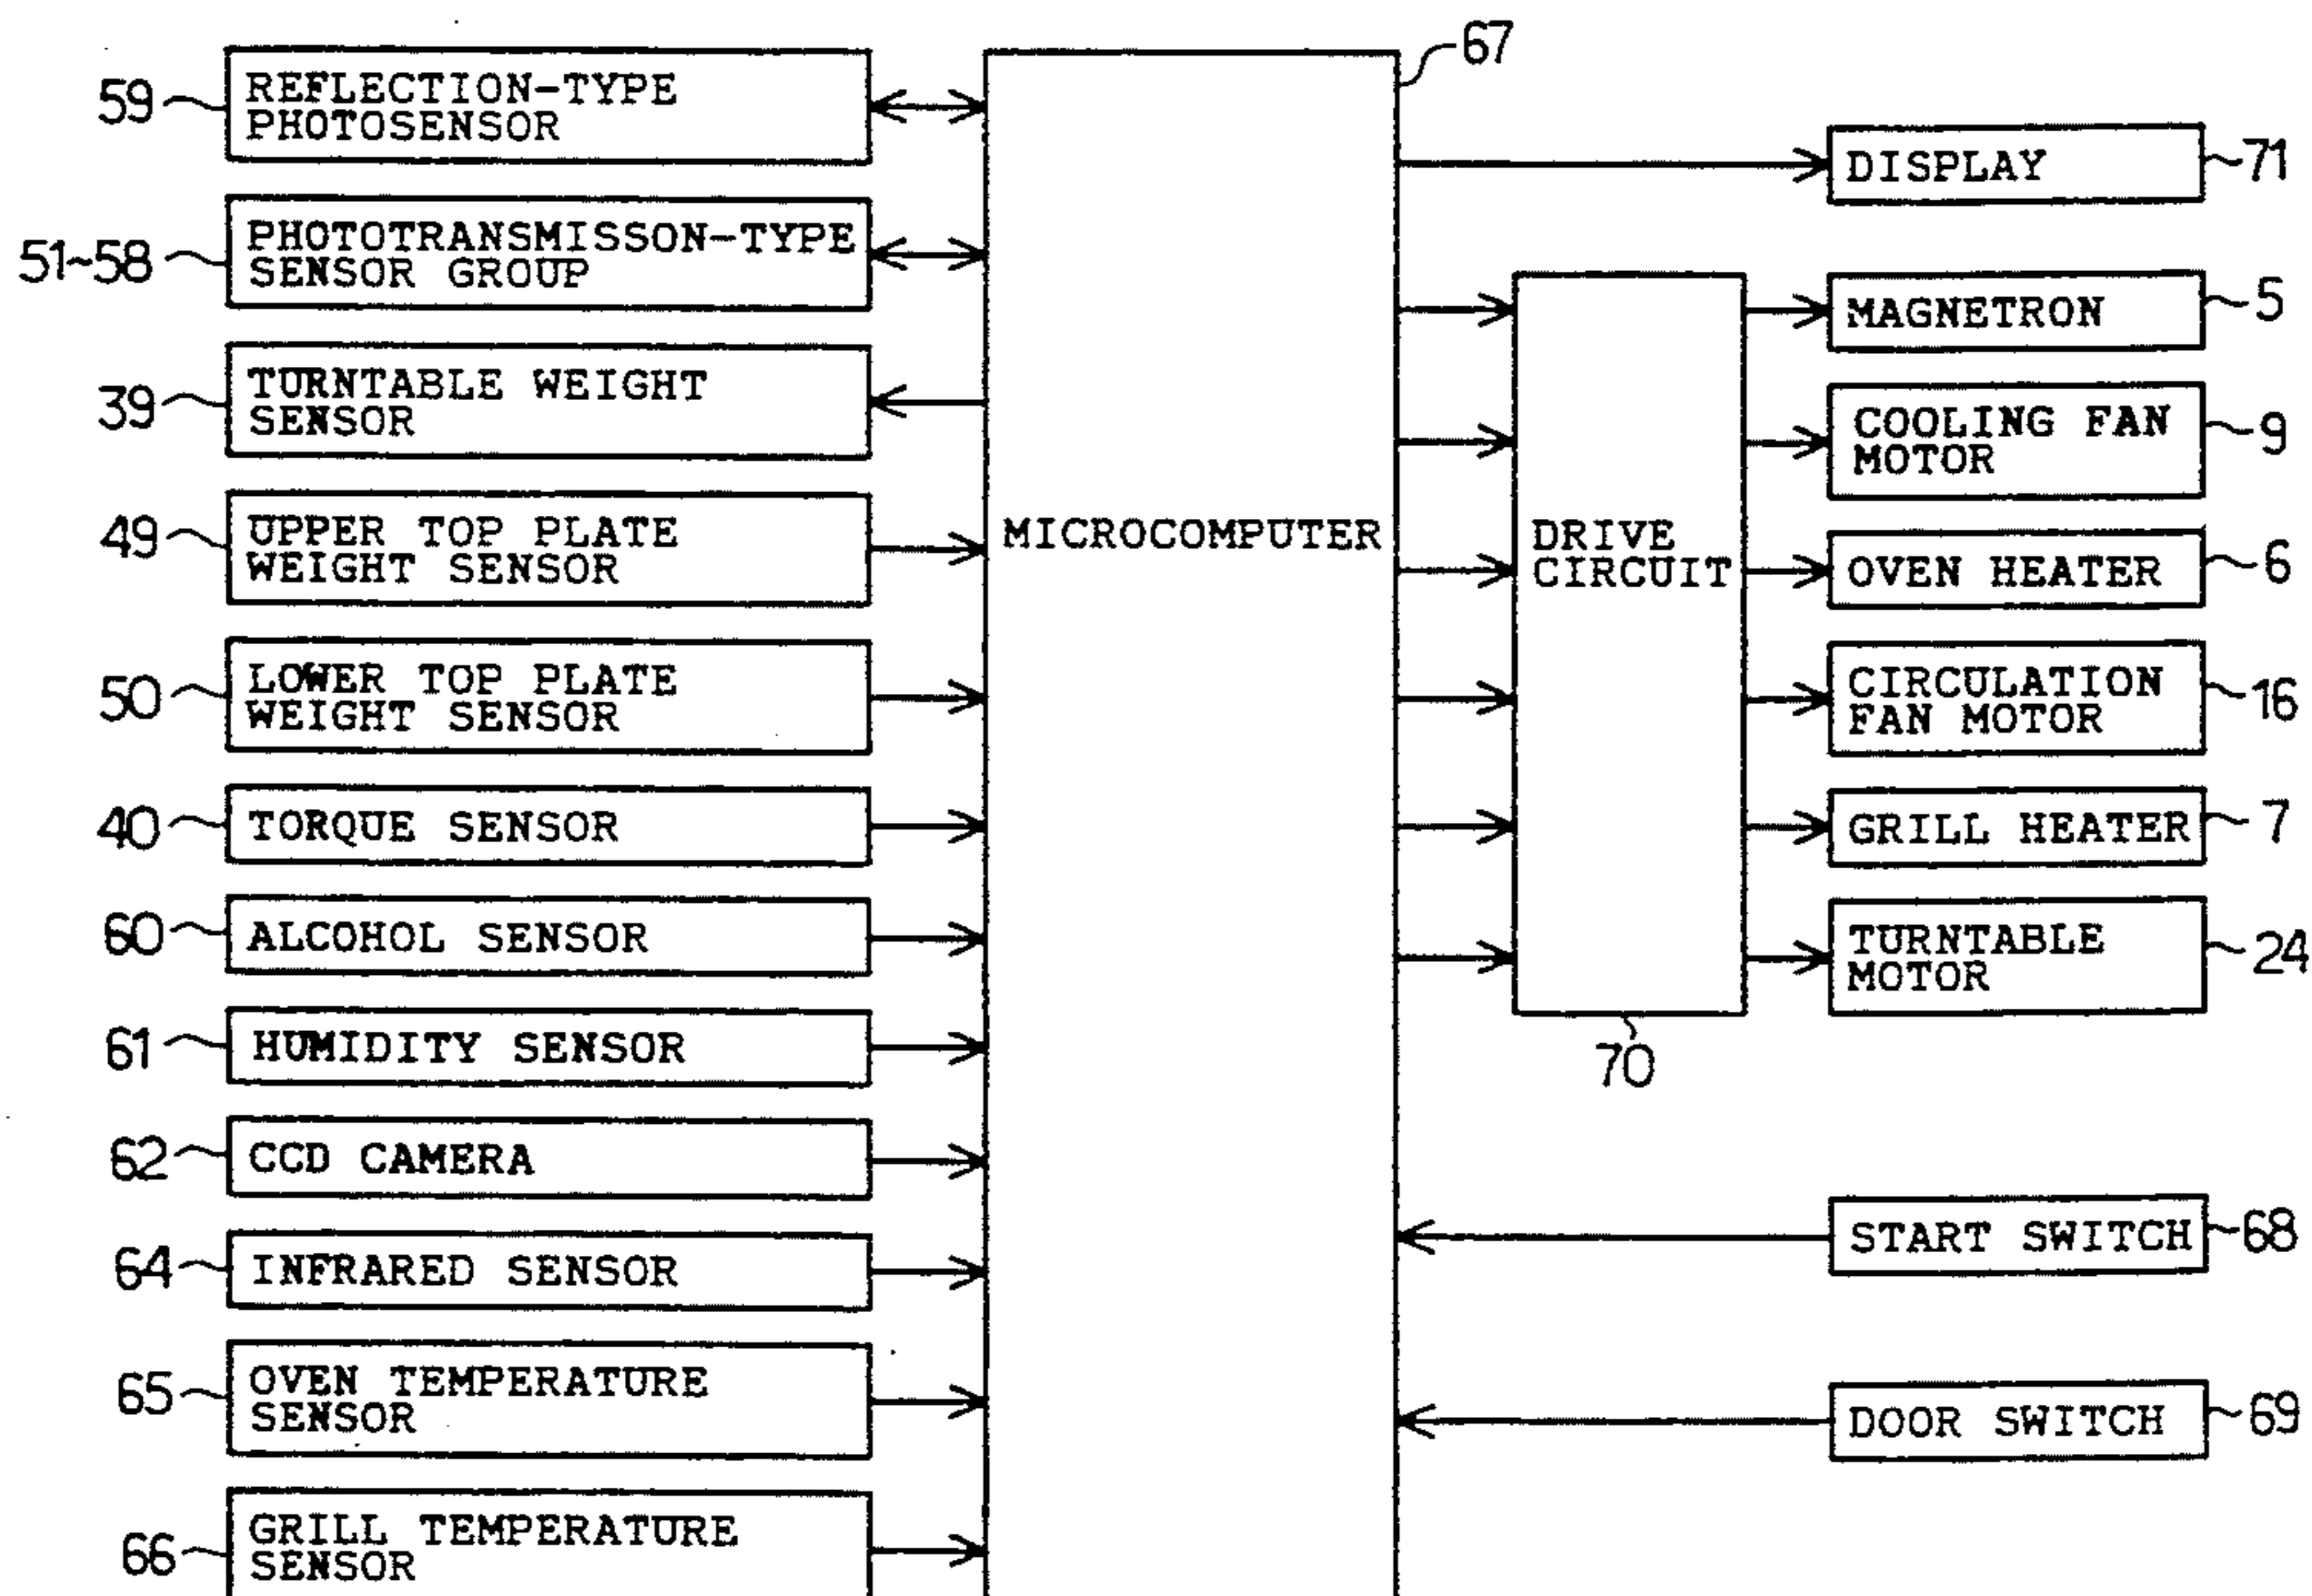 59
REFLECTION-TYPE
PHOTOSENSOR
51~58
PHOTOTRANSMISSON-TYPE
SENSOR GROUP
39
TURNTABLE WEIGHT
SENSOR
49
UPPER TOP PLATE
WEIGHT SENSOR
50
LOWER TOP PLATE
WEIGHT SENSOR
40
TORQUE SENSOR
60
ALCOHOL SENSOR
61
HUMIDITY SENSOR
62
CCD CAMERA
64
INFRARED SENSOR
65
OVEN TEMPERATURE
SENSOR
66
GRILL TEMPERATURE
SENSOR
67
MICROCOMPUTER
DRIVE
CIRCUIT
70
DISPLAY
71
MAGNETRON
5
COOLING FAN
MOTOR
9
OVEN HEATER
6
CIRCULATION
FAN MOTOR
16
GRILL HEATER
7
TURNTABLE
MOTOR
24
START SWITCH
68
DOOR SWITCH
69